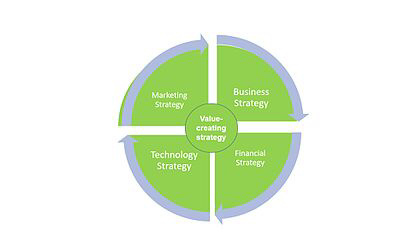 Marketing
Strategy
Business
Strategy
Value-
creating
strategy
Technology
Strategy
Financial
Strategy